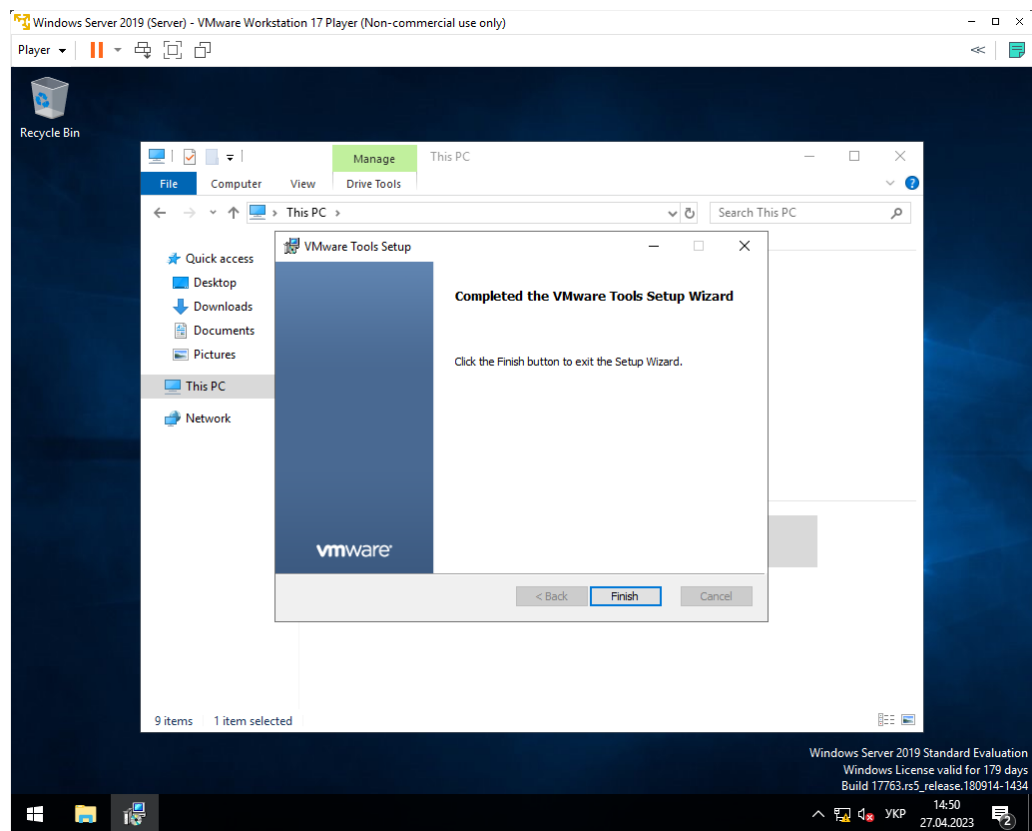 Windows Server 2019 (Server) - VMware Workstation 17 Player (Non-commercial use only)
Player
Recycle Bin
Manage This PC
File Computer View Drive Tools
This PC
Search This PC
Quick access
Desktop
Downloads
Documents
Pictures
This PC
Network
VMware Tools Setup
Completed the VMware Tools Setup Wizard
Click the Finish button to exit the Setup Wizard.
vmware
< Back Finish Cancel
9 items 1 item selected
Windows Server 2019 Standard Evaluation
Windows License valid for 179 days
Build 17763.rs5_release.180914-1434
УКР
14:50
27.04.2023
2